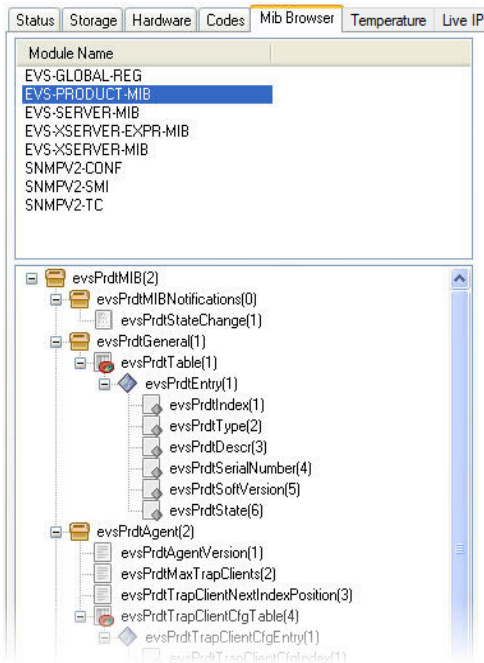 Status Storage Hardware Codes Mib Browser Temperature Live IP
Module Name
EVS-GLOBAL-REG
EVS-PRODUCT-MIB
EVS-SERVER-MIB
EVS-XSERVER-EXPR-MIB
EVS-XSERVER-MIB
SNMPV2-CONF
SNMPV2-SMI
SNMPV2-TC
evsPrdtMIB(2)
evsPrdtMIBNotifications(0)
evsPrdtStateChange(1)
evsPrdtGeneral(1)
evsPrdtTable(1)
evsPrdtEntry(1)
evsPrdtIndex(1)
evsPrdtType(2)
evsPrdtDescr(3)
evsPrdtSerialNumber(4)
evsPrdtSoftVersion(5)
evsPrdtState(6)
evsPrdtAgent(2)
evsPrdtAgentVersion(1)
evsPrdtMaxTrapClients(2)
evsPrdtTrapClientNextIndexPosition(3)
evsPrdtTrapClientCfgTable(4)
evsPrdtTrapClientCfgEntry(1)
evsPrdtTrapClientCfgIndex(1)